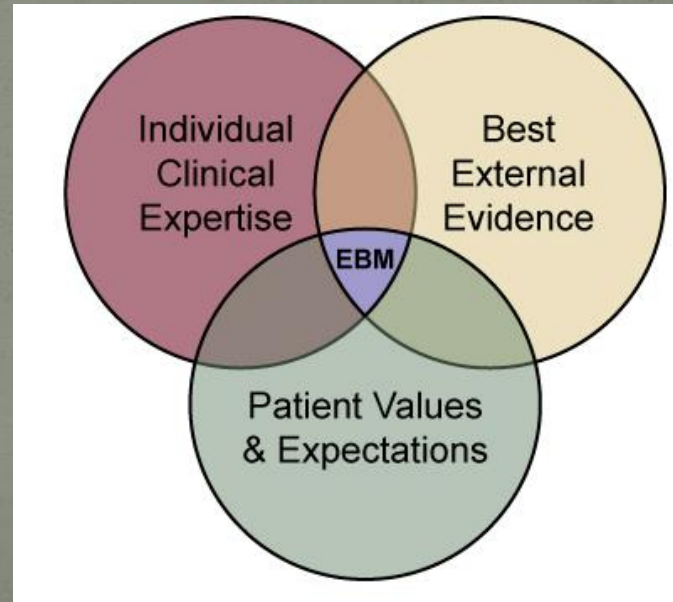 Individual
Clinical
Expertise
Best
External
Evidence
EBM
Patient Values
& Expectations